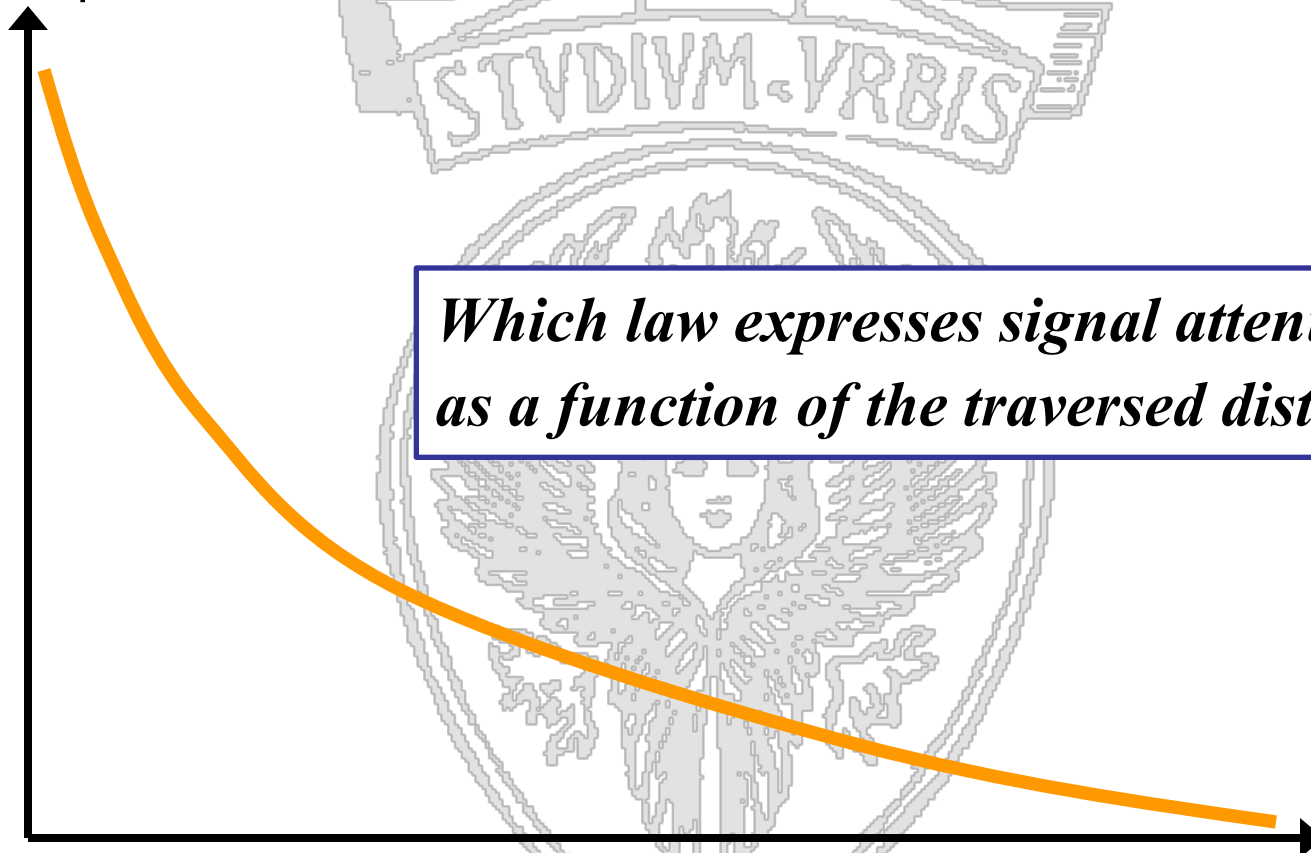 STVDIVM VRBIS
Which law expresses signal
as a function of the traversed